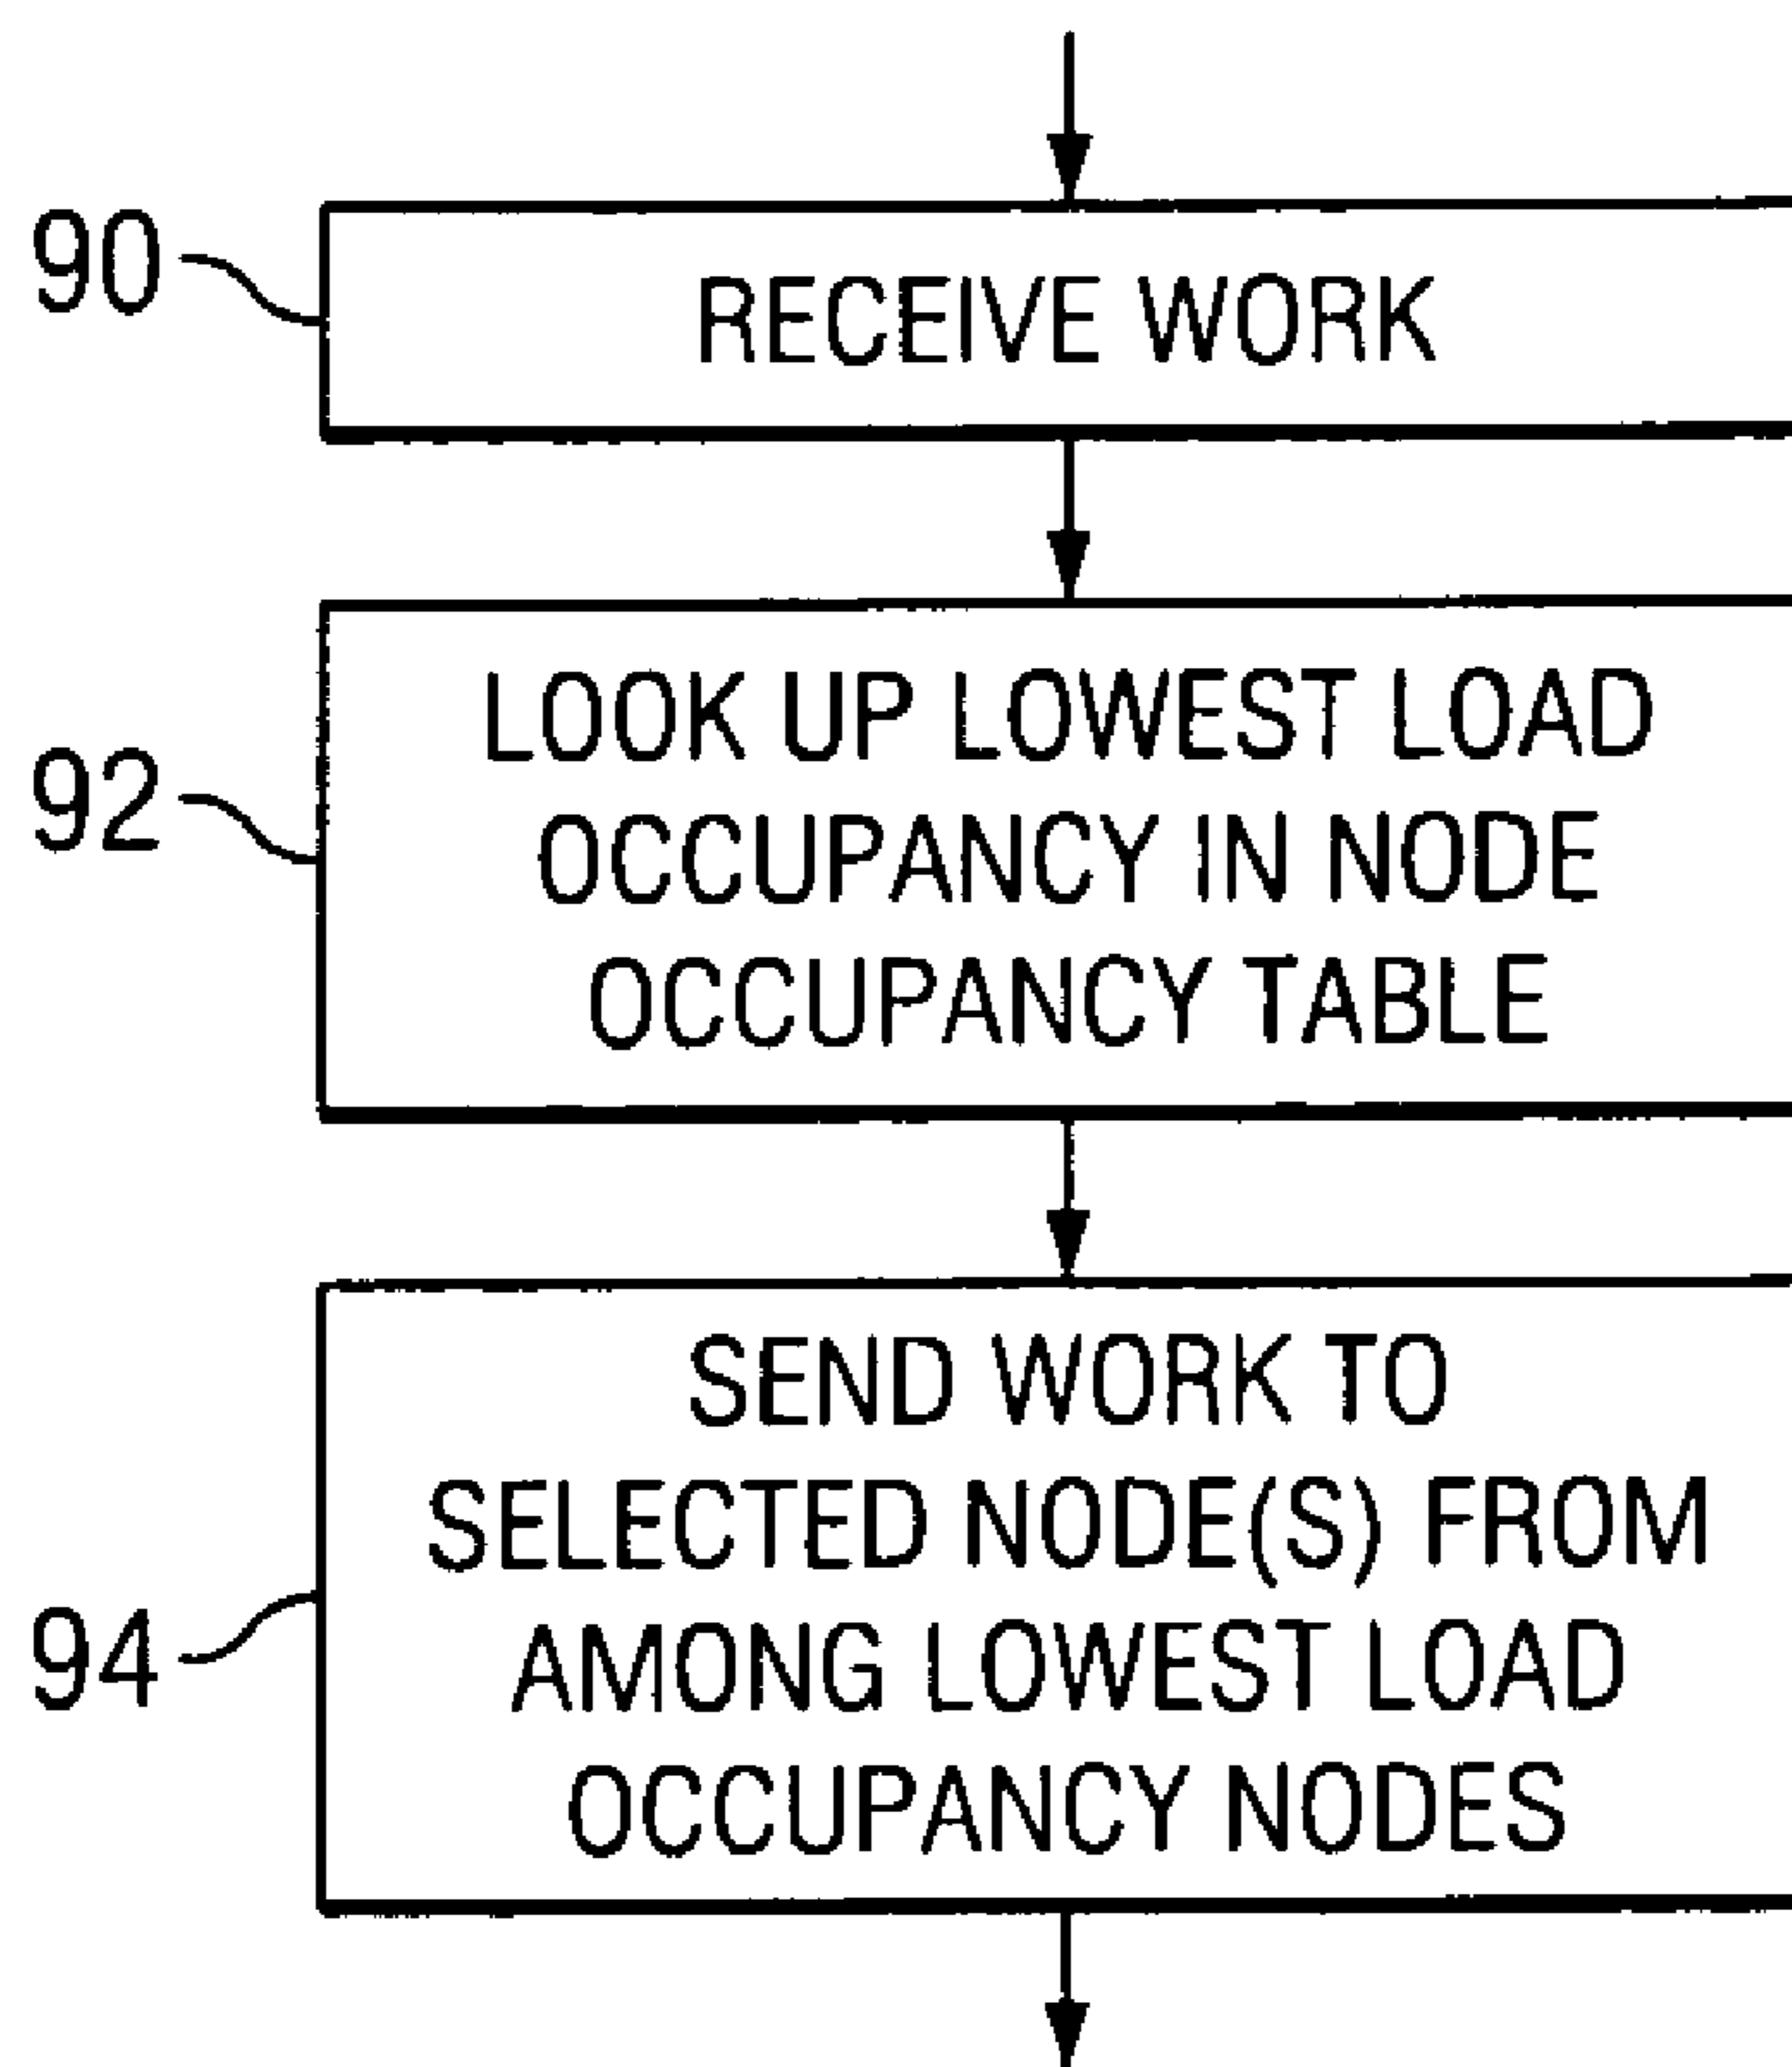 90
RECEIVE WORK
92
LOOK UP LOWEST LOAD
OCCUPANCY IN NODE
OCCUPANCY TABLE
94
SEND WORK TO
SELECTED NODE(S) FROM
AMONG LOWEST LOAD
OCCUPANCY NODES